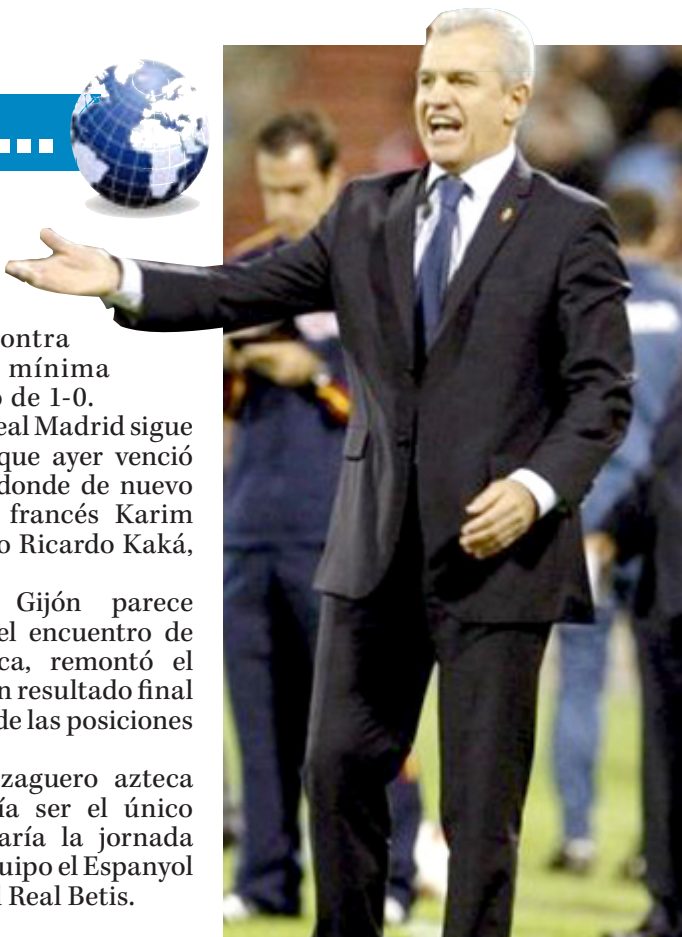 ontra
mínima
o de 1-0.
eal Madrid sigue
que ayer venció
donde de nuevo
francés Karim
o Ricardo Kaká,
Gijón parece
el encuentro de
ca, remontó el
n resultado final
de las posiciones
zaguero azteca
ía ser el único
aría la jornada
uipo el Espanyol
l Real Betis.